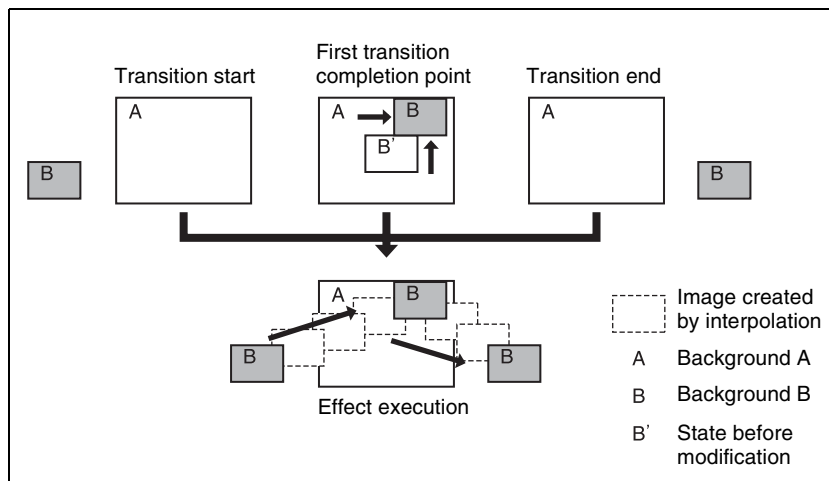 Transition start
First transition
completion point
Transition end
A
B
A
B
B'
A
B
A
B
B
B
Effect execution
Image created
by interpolation
A Background A
B Background B
B' State before
modification